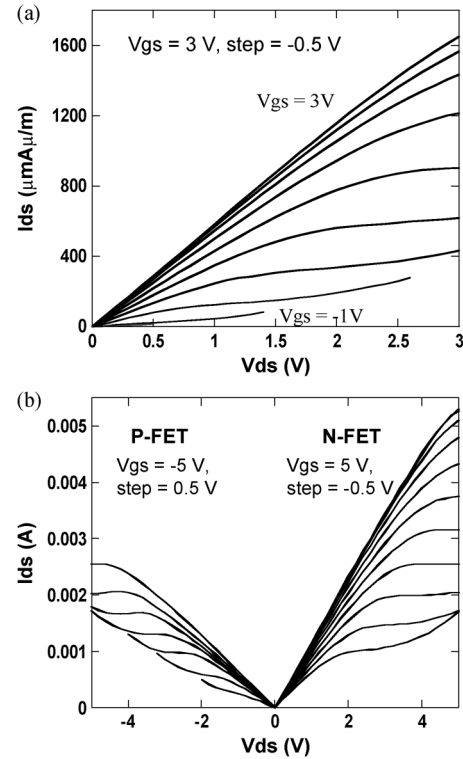 (a)
1600
1200
800
400
0
Ids (µmAµ/m)
Vgs = 3 V, step = -0.5 V
Vgs = 3V
Vgs = -1V
0
0.5
1
1.5
2
2.5
3
Vds (V)
(b)
0.005
0.004
0.003
0.002
0.001
0
Ids (A)
P-FET
Vgs = -5 V,
step = 0.5 V
N-FET
Vgs = 5 V,
step = -0.5 V
-4
-2
0
2
4
Vds (V)